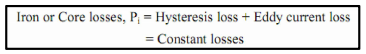 Iron or Core losses, Pi = Hysteresis loss + Eddy current loss
= Constant losses